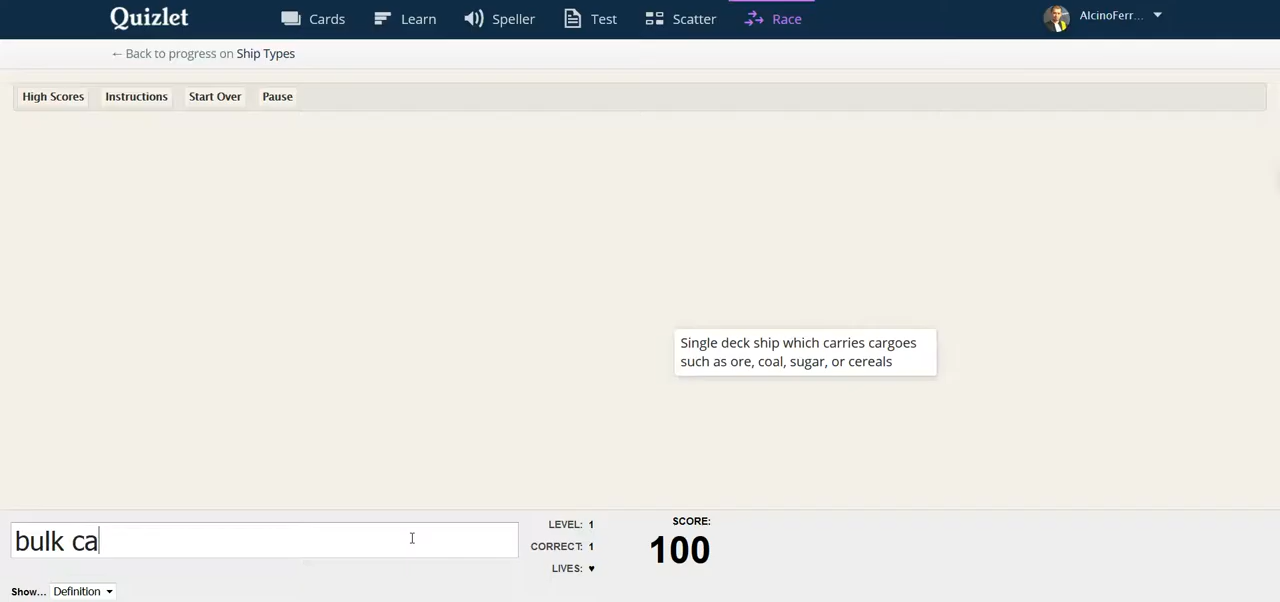 Quizlet
Cards
Learn
Speller
Test
Scatter
Race
AlcinoFerr...
← Back to progress on Ship Types
High Scores
Instructions
Start Over
Pause
Single deck ship which carries cargoes
such as ore, coal, sugar, or cereals
bulk ca
LEVEL: 1
CORRECT: 1
LIVES: ♥
SCORE:
100
Show... Definition